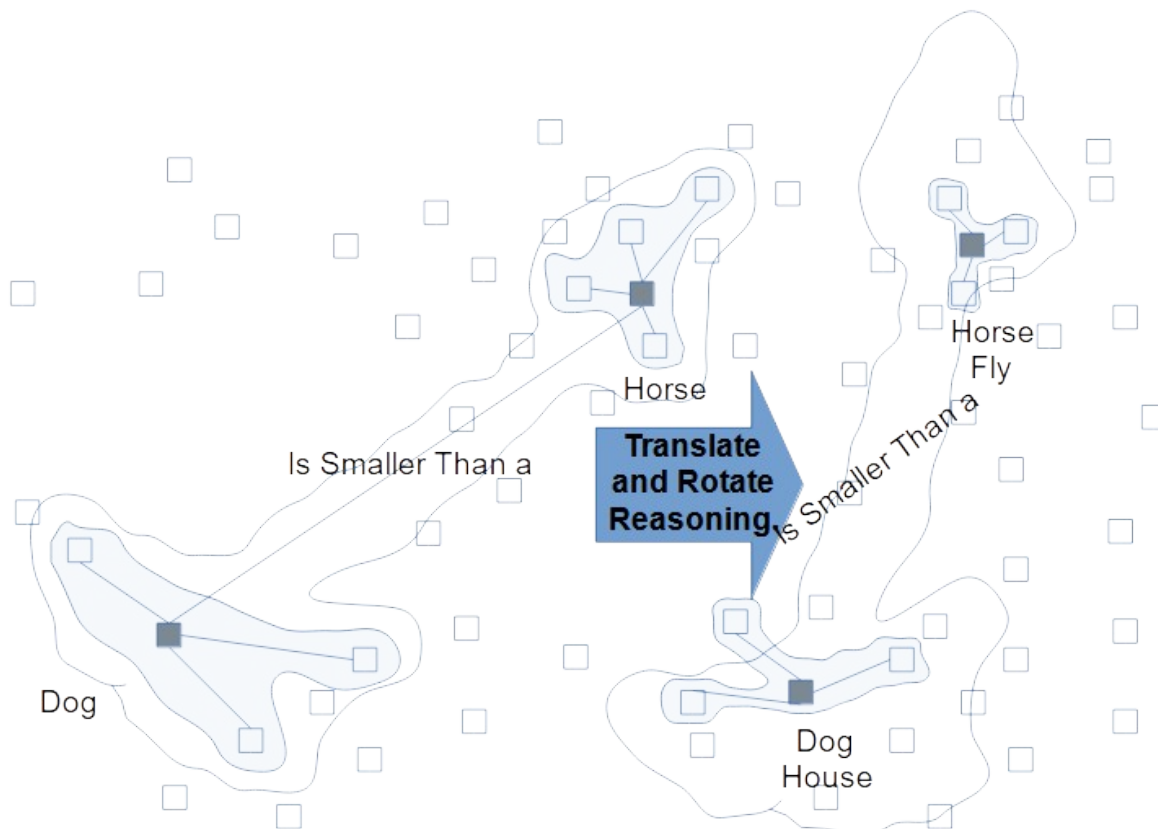 Horse
Is Smaller Than a
Dog
Translate
and Rotate
Reasoning.
Horse
Fly
Is Smaller Than a
Dog
House